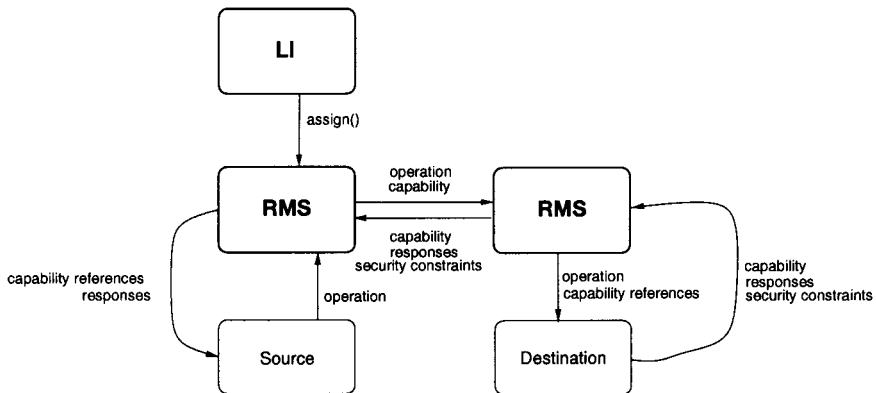 LI
assign()
RMS
operation
capability
RMS
capability
responses
security constraints
capability references
responses
operation
operation
capability references
capability
responses
security constraints
Source
Destination